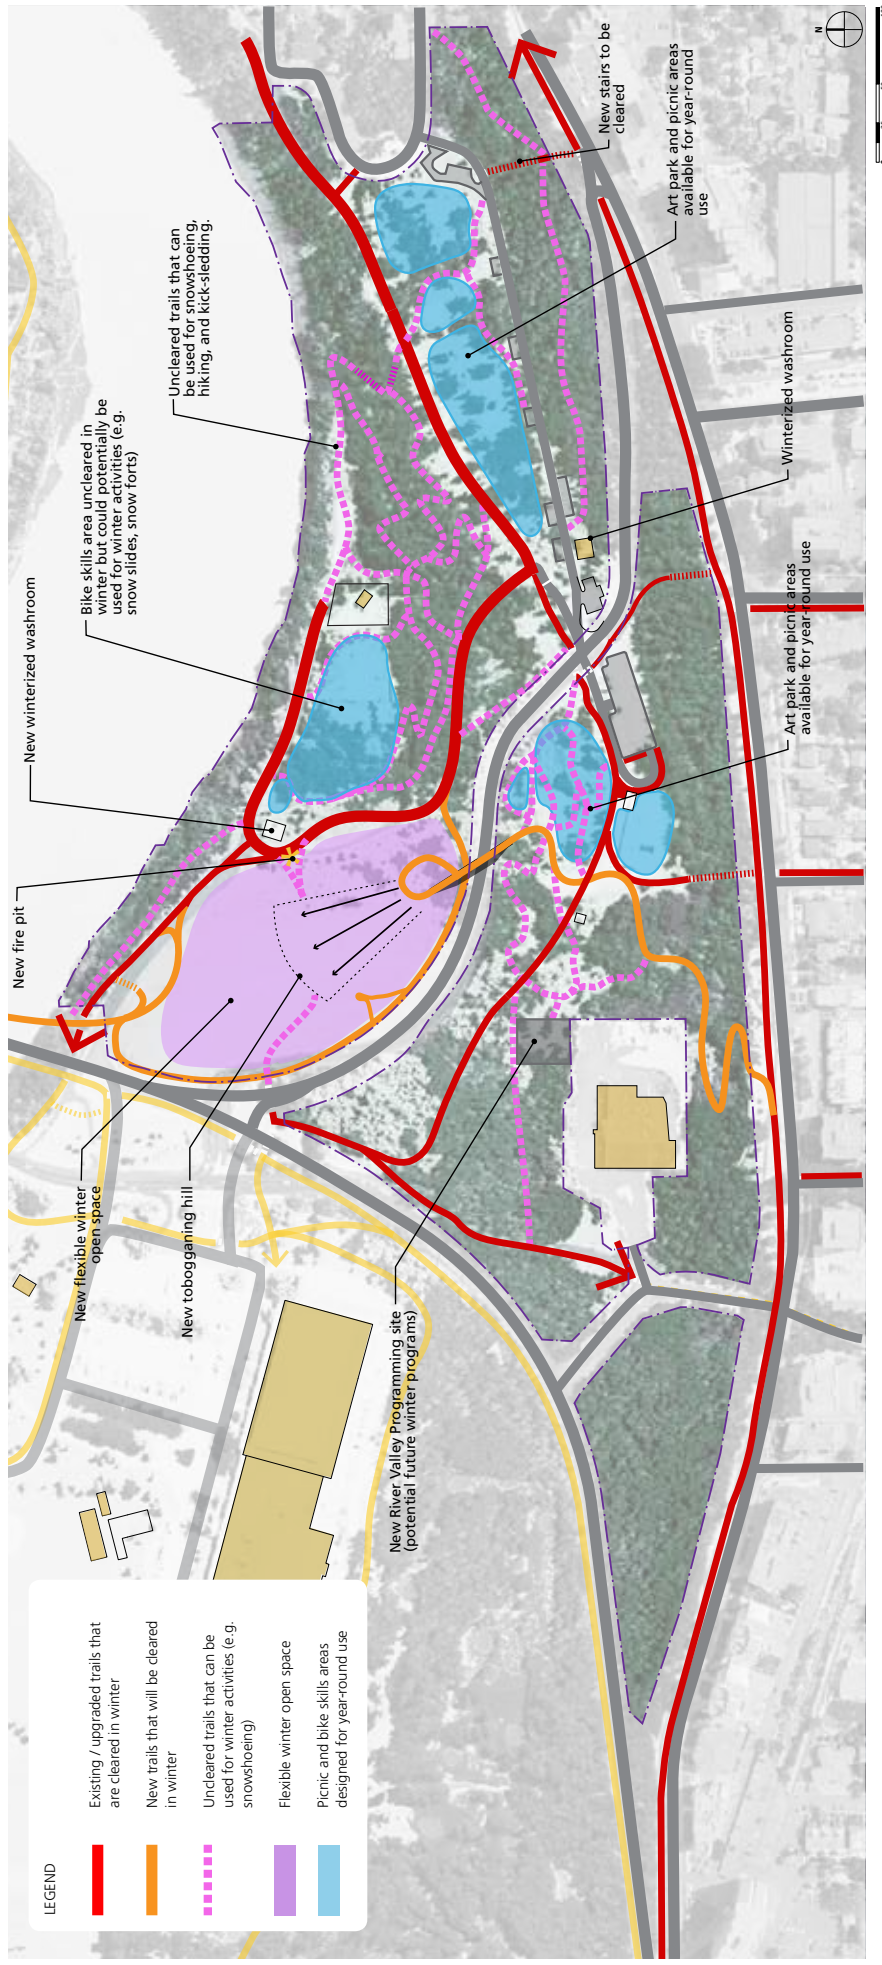 New fire pit
New winterized washroom
Bike skills area uncleared in
winter but could potentially be
used for winter activities (e.g.
snow slides, snow forts)
Uncleared trails that can
be used for snowshoeing,
hiking, and kick-sledding.
New stairs to be
cleared
Art park and picnic areas
available for year-round
use
Winterized washroom
Art park and picnic areas
available for year-round use
New flexible winter
open space
New tobogganing hill
New River Valley Programming site
(potential future winter programs)
N
LEGEND
Existing / upgraded trails that
are cleared in winter
New trails that will be cleared
in winter
Uncleared trails that can be
used for winter activities (e.g.
snowshoeing)
Flexible winter open space
Picnic and bike skills areas
designed for year-round use